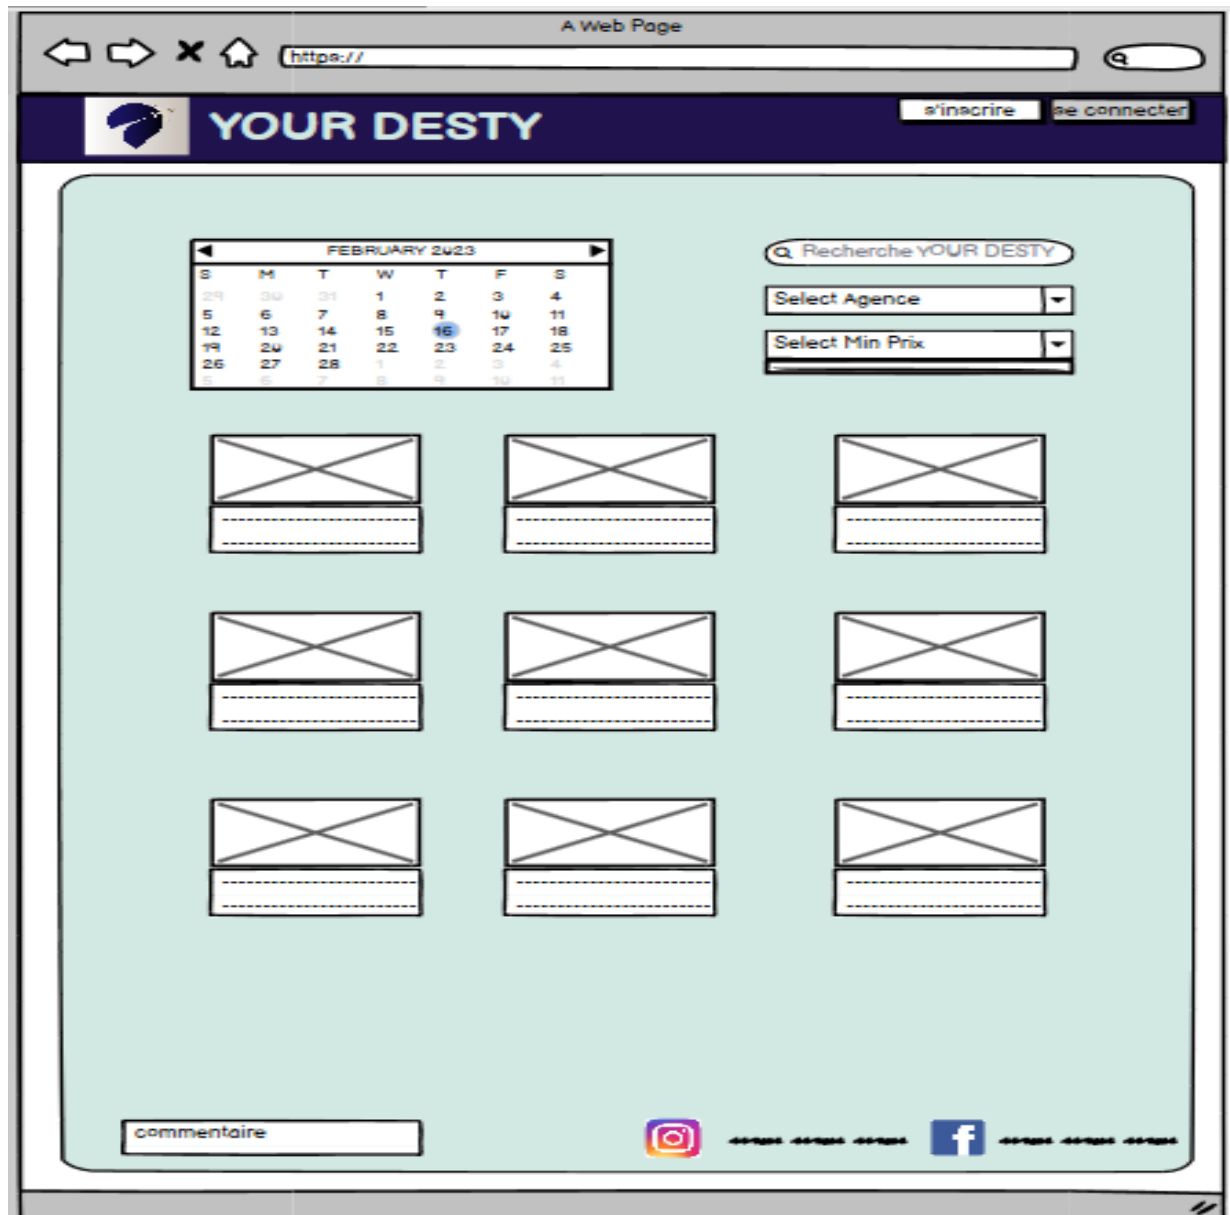 A Web Page
https://
YOUR DESTY
s'inscrire
se connecter
FEBRUARY 2023
S M T W T F S
29 30 31 1 2 3 4
5 6 7 8 9 10 11
12 13 14 15 16 17 18
19 20 21 22 23 24 25
26 27 28 1 2 3 4
5 6 7 8 9 10 11
Recherche YOUR DESTY
Select Agence
Select Min Prix
commentaire